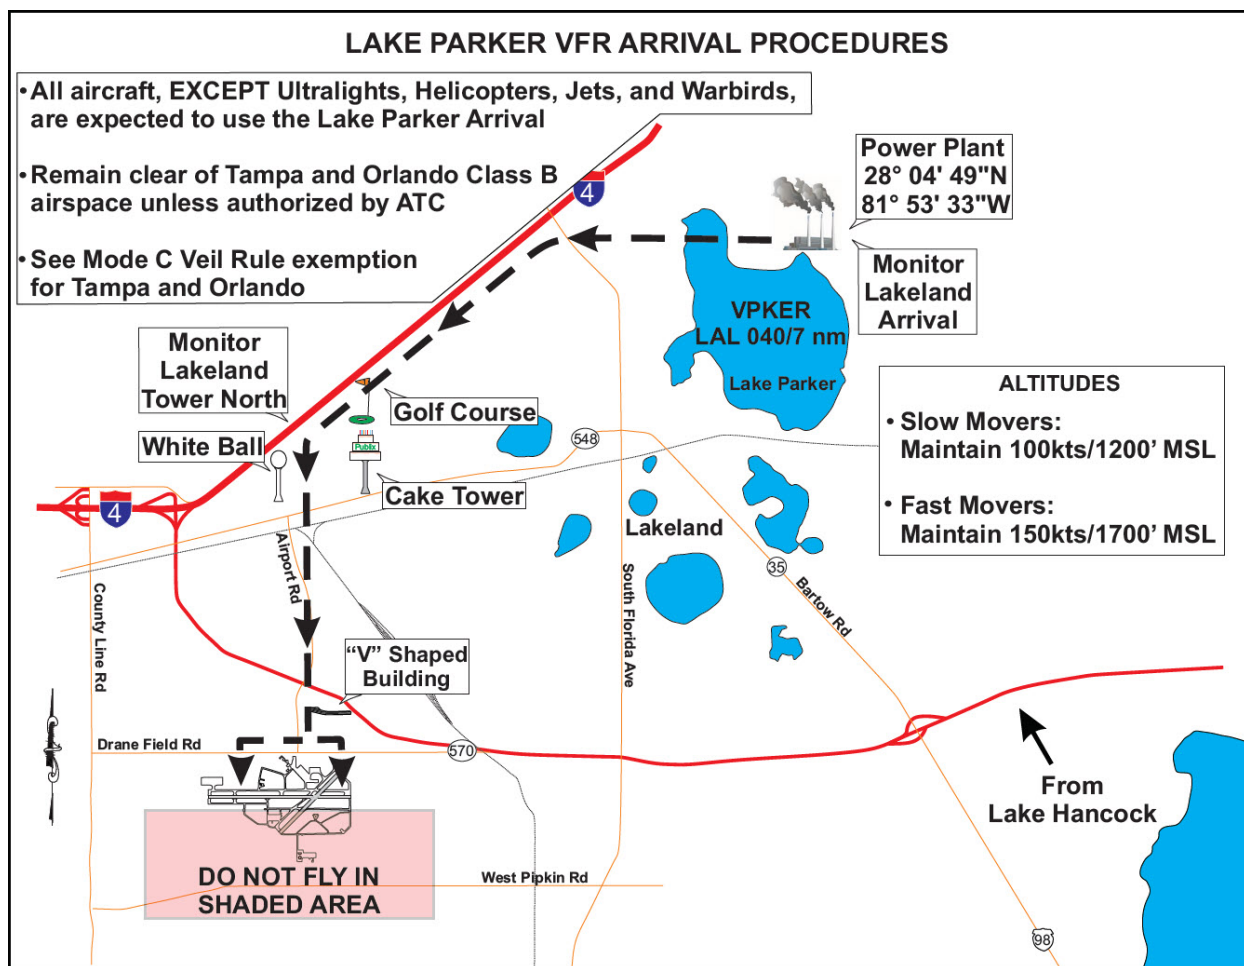 LAKE PARKER VFR ARRIVAL PROCEDURES
• All aircraft, EXCEPT Ultralights, Helicopters, Jets, and Warbirds,
are expected to use the Lake Parker Arrival
• Remain clear of Tampa and Orlando Class B
airspace unless authorized by ATC
• See Mode C Veil Rule exemption
for Tampa and Orlando
4
Power Plant
28° 04' 49"N
81° 53' 33"W
Monitor
Lakeland
Arrival
VPKER
LAL 040/7 nm
Lake Parker
Monitor
Lakeland
Tower North
Golf Course
White Ball
Publix
Cake Tower
ALTITUDES
• Slow Movers:
Maintain 100kts/1200’ MSL
• Fast Movers:
Maintain 150kts/1700’ MSL
548
4
Lakeland
35
Airport Rd
County Line Rd
South Florida Ave
Bartow Rd
“V” Shaped
Building
Drane Field Rd
570
From
Lake Hancock
DO NOT FLY IN
SHADED AREA
West Pipkin Rd
98